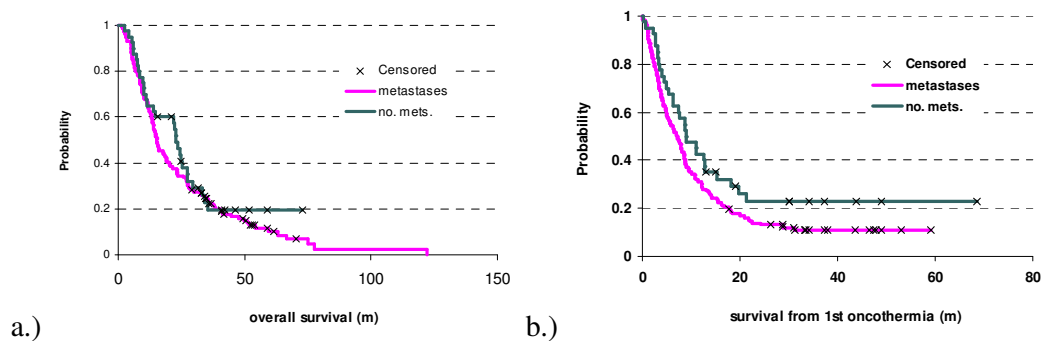 1
0.8
0.6
0.4
0.2
0
Probability
× Censored
metastases
no. mets.
0 50 100 150
overall survival (m)
a.)
1
0.8
0.6
0.4
0.2
0
Probability
× Censored
metastases
no. mets.
0 20 40 60 80
survival from 1st oncothermia (m)
b.)